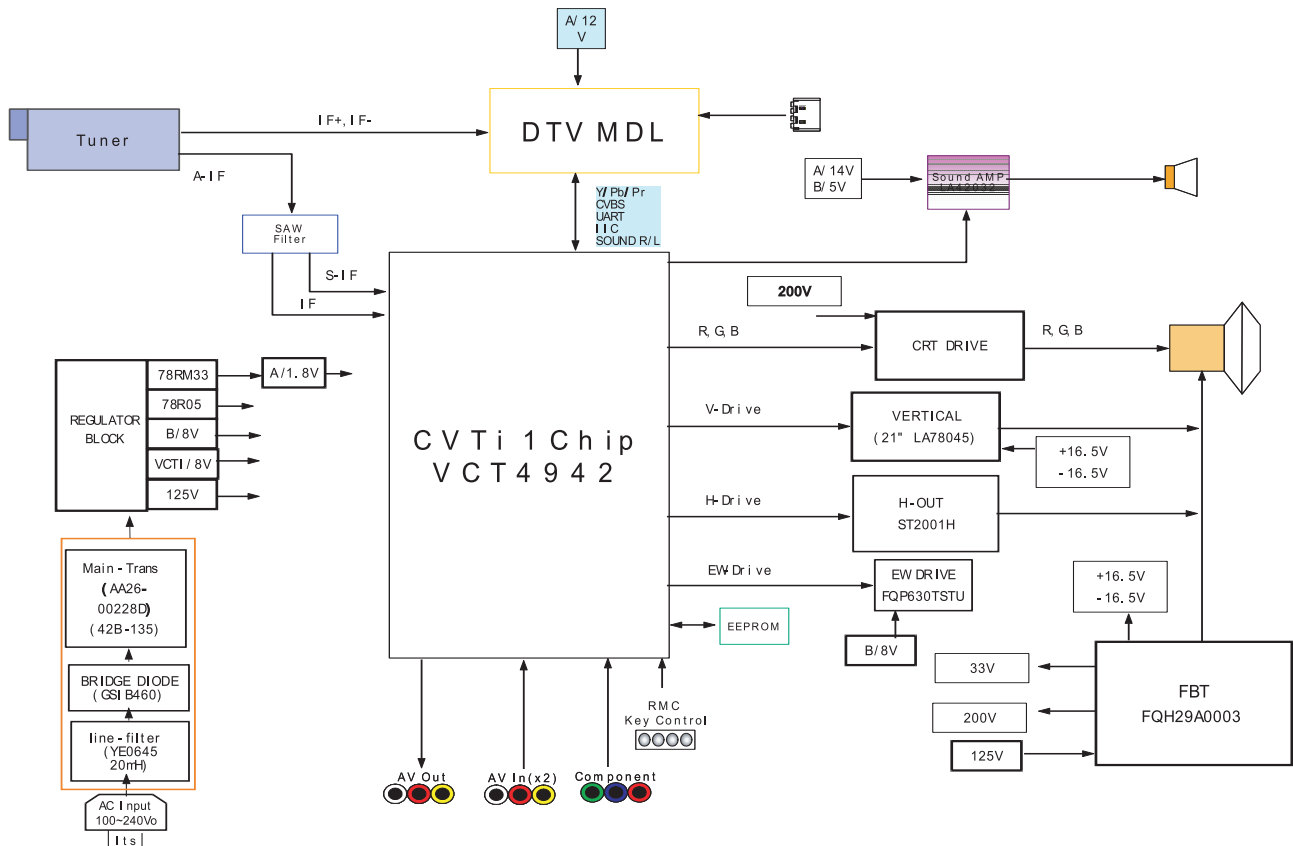 A/ 12
V
DTV MDL
Tuner
IF+, IF-
A-IF
SAW
Filter
S-IF
IF
Y/ Pb/ Pr
CVBS
UART
IIC
SOUND R/L
A/ 14V
B/ 5V
Sound AMP
LA42032
200V
R, G, B
CRT DRIVE
R, G, B
REGULATOR
BLOCK
78RM33
A/1. 8V
78R05
B/ 8V
VCTI / 8V
125V
CVTi 1 Chip
VCT4942
V-Drive
VERTICAL
( 21" LA78045)
+16. 5V
- 16. 5V
H-Drive
H-OUT
ST2001H
EW-Drive
EW DRIVE
FQP630TSTU
B/ 8V
EEPROM
+16. 5V
- 16. 5V
33V
200V
125V
FBT
FQH29A0003
Main - Trans
(AA26-
00228D)
( 42B -135)
BRIDGE DIODE
( GSIB460)
line-filter
(YE0645
20mH)
AC Input
100~240Vo
lts
RMC
Key Control
AV Out
AV In(x2)
Component